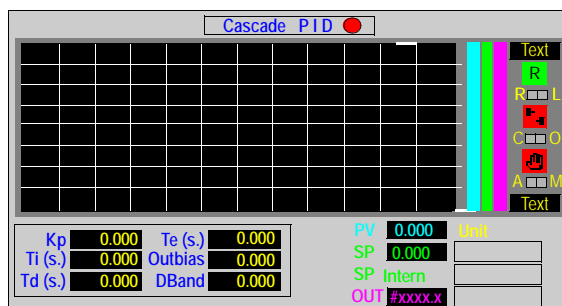 Cascade PID
Text
R
R L
C O
A M
Text
Kp 0.000 Te (s.) 0.000
Ti (s.) 0.000 Outbias 0.000
Td (s.) 0.000 DBand 0.000
PV 0.000 Unit
SP 0.000
SP Intern
OUT #xxxx.x